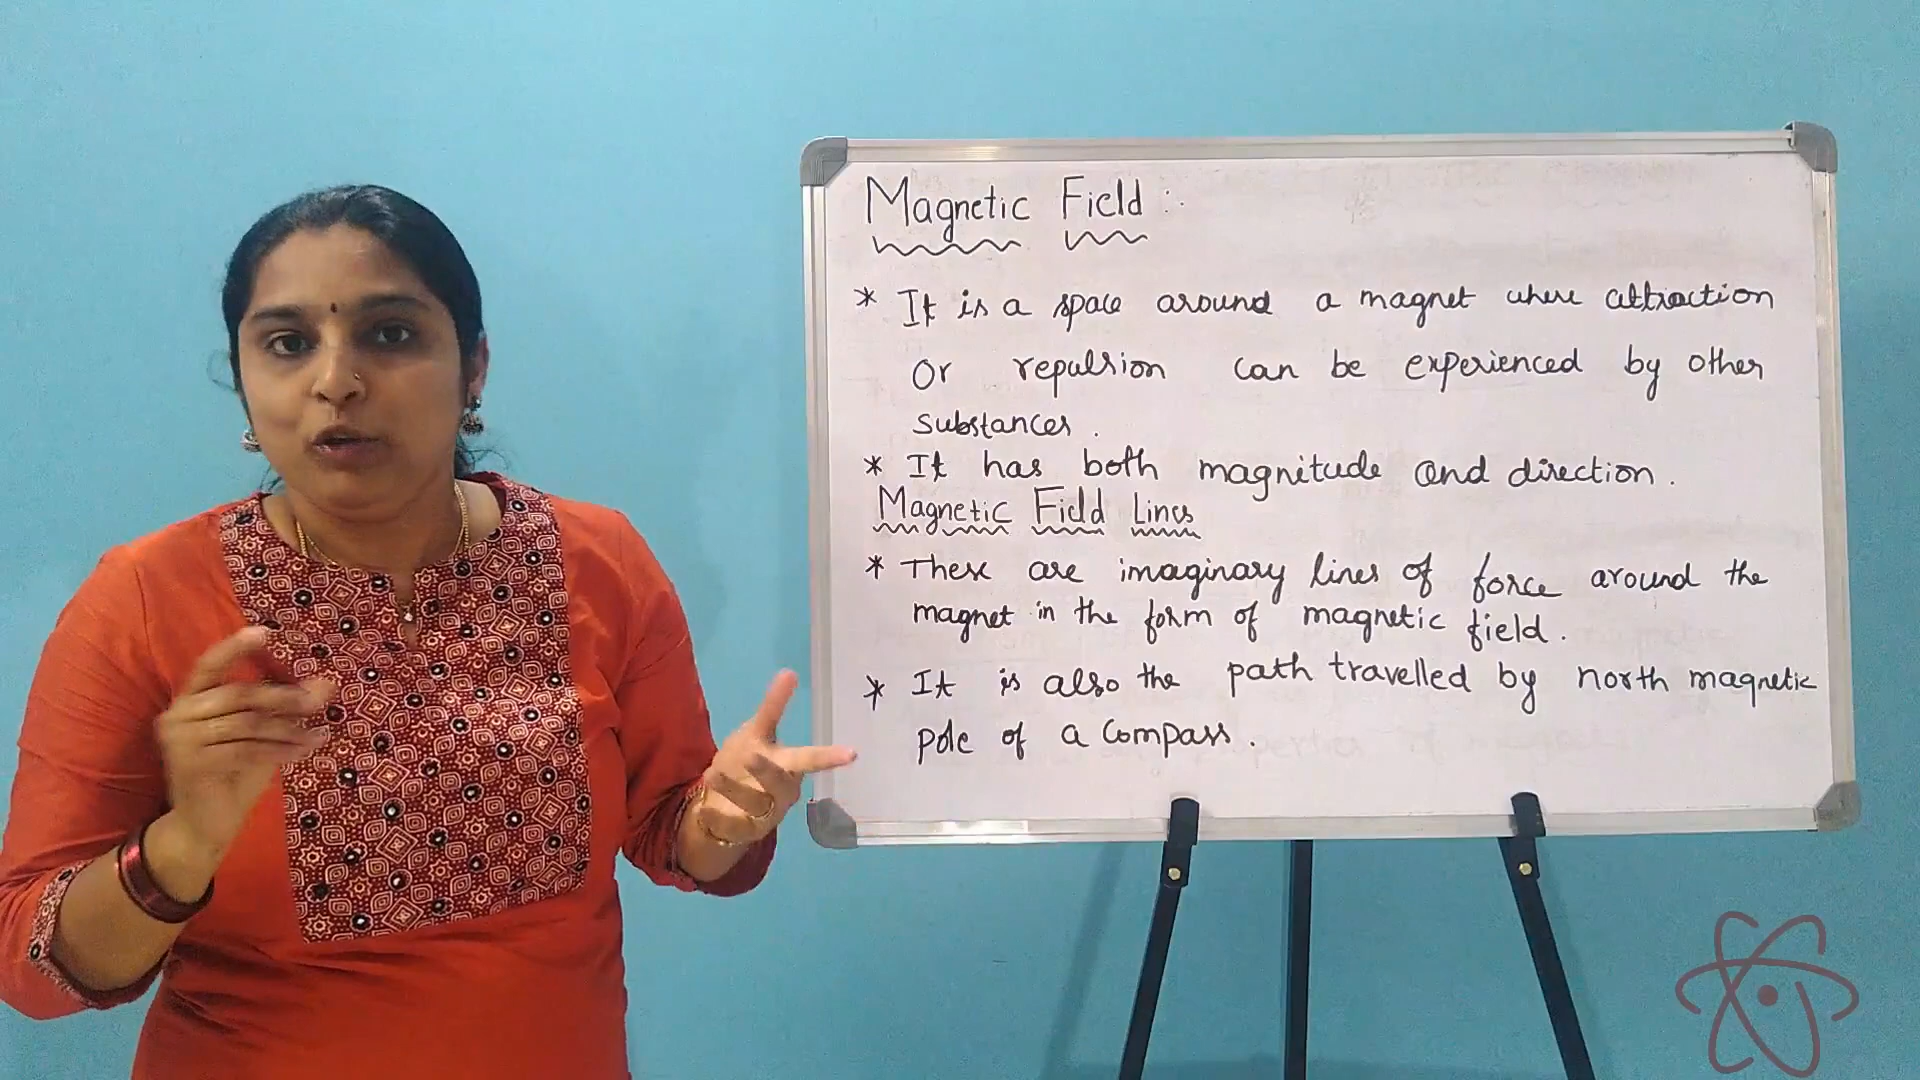 Magnetic Field :-
* It is a space around a magnet where attraction
Or repulsion can be experienced by other
substances.
* It has both magnitude and direction.
Magnetic Field Lines
* These are imaginary lines of force around the
magnet in the form of magnetic field.
* It is also the path travelled by north magnetic
pole of a compass.